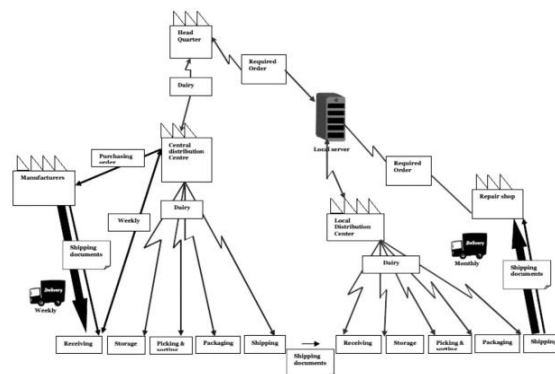 Head
Quarter
Required
Order
Dairy
Local server
Central
distribution
Centre
Purchasing
order
Required
Order
Manufacturers
Repair shop
Weekly
Dairy
Local
Distribution
Center
Shipping
documents
Delivery
Monthly
Dairy
Shipping
documents
Delivery
Weekly
Receiving
Storage
Picking &
Packaging
Shipping
Shipping
documents
Receiving
Storage
Picking &
Packaging
Shipping